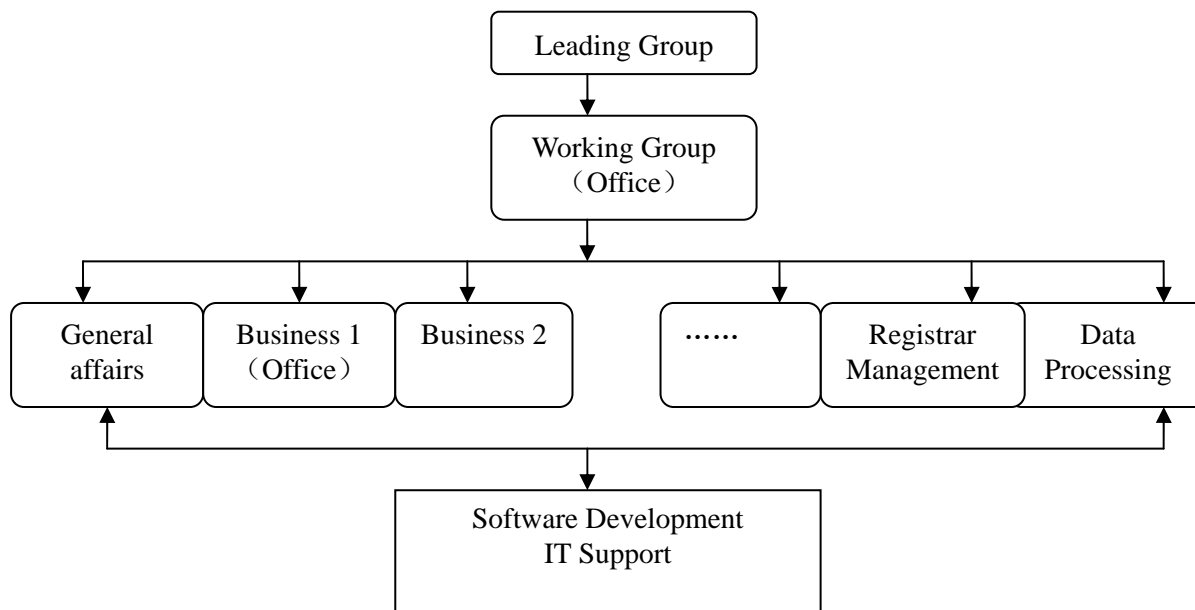 Leading Group
Working Group
（Office）
General
affairs
Business 1
（Office）
Business 2
……
Registrar
Management
Data
Processing
Software Development
IT Support